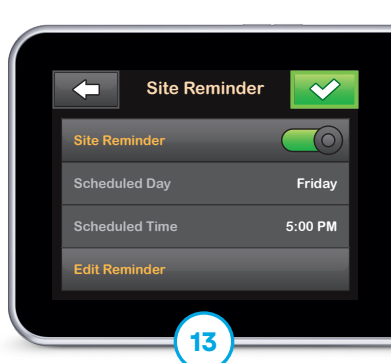 Site Reminder
Site Reminder
Scheduled Day Friday
Scheduled Time 5:00 PM
Edit Reminder
13